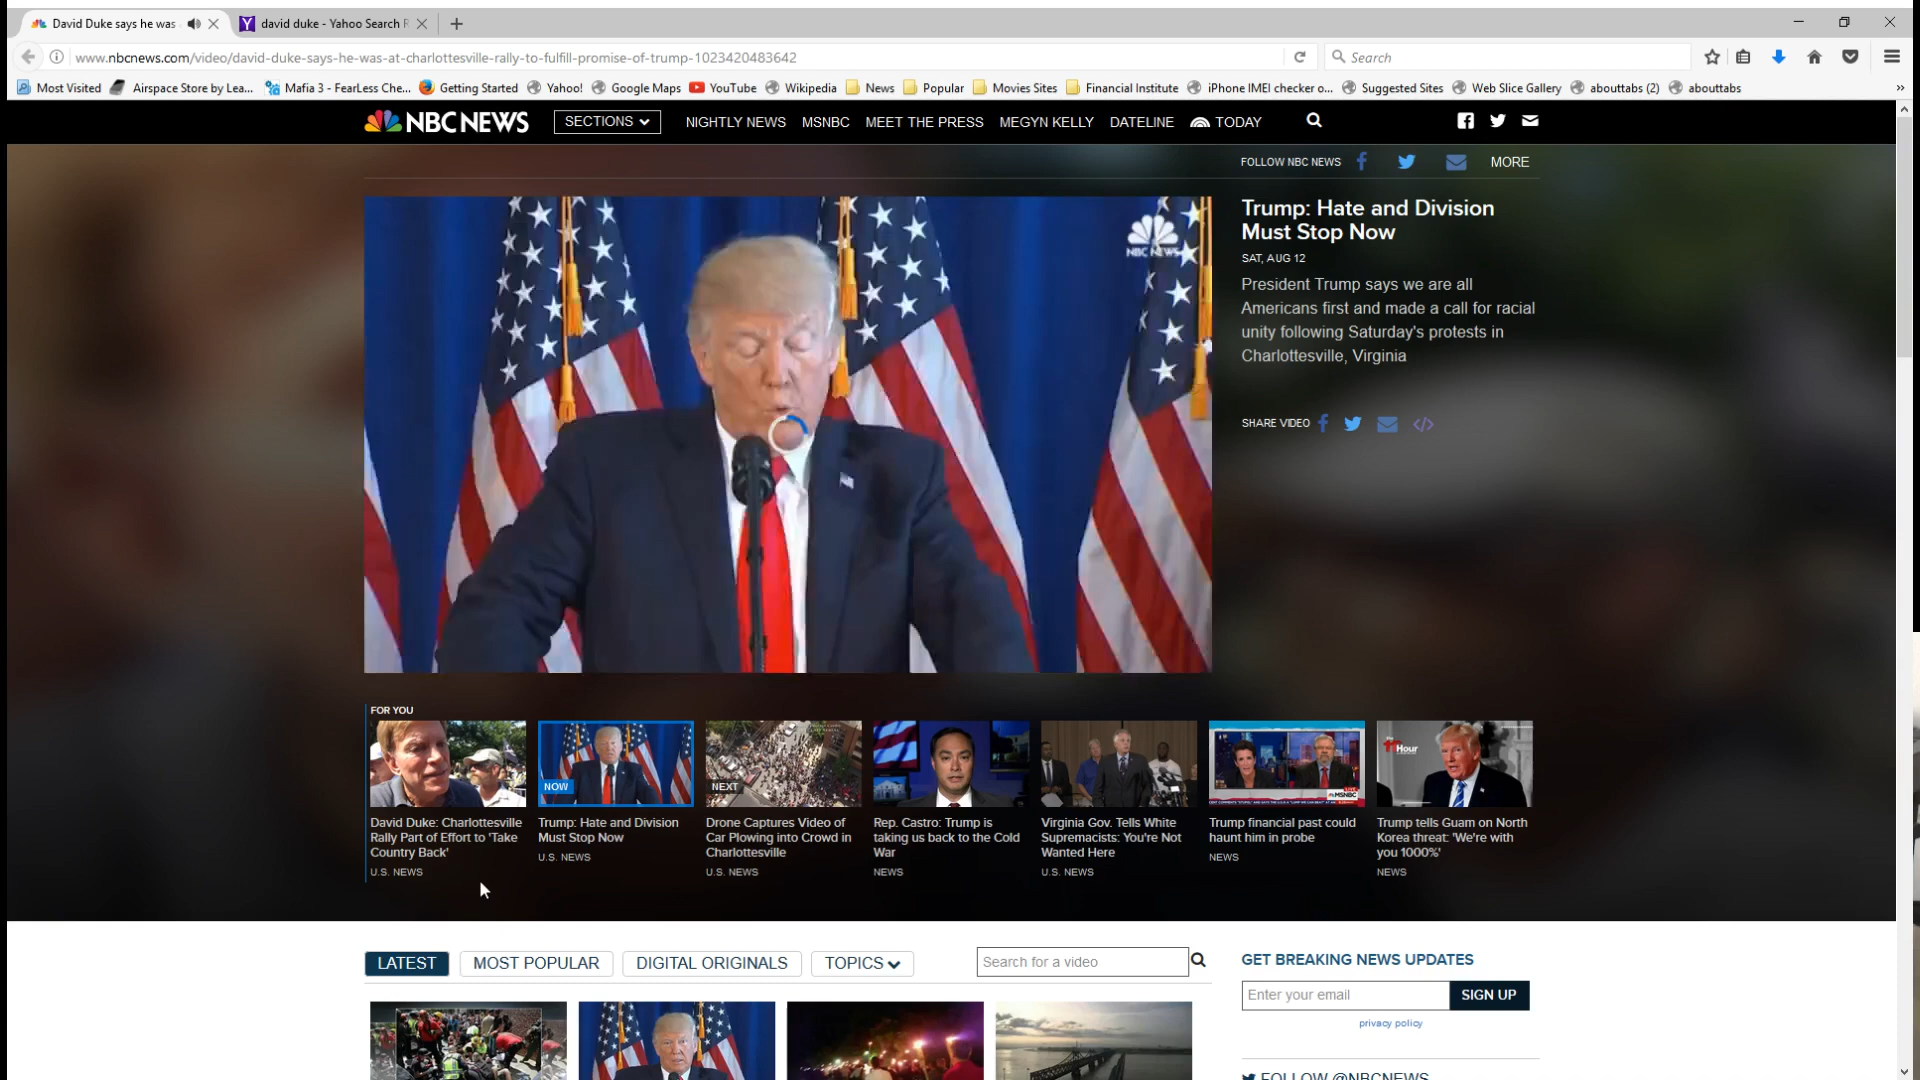 David Duke says he was
david duke - Yahoo Search R
www.nbcnews.com/video/david-duke-says-he-was-at-charlottesville-rally-to-fulfill-promise-of-trump-1023420483642
Search
Most Visited Airspace Store by Lea... Mafia 3 - FearLess Che... Getting Started Yahoo! Google Maps YouTube Wikipedia News Popular Movies Sites Financial Institute iPhone IMEI checker o... Suggested Sites Web Slice Gallery abouttabs (2) abouttabs
NBC NEWS SECTIONS NIGHTLY NEWS MSNBC MEET THE PRESS MEGYN KELLY DATELINE TODAY
FOLLOW NBC NEWS MORE
NBC NEWS
Trump: Hate and Division
Must Stop Now
SAT, AUG 12
President Trump says we are all
Americans first and made a call for racial
unity following Saturday's protests in
Charlottesville, Virginia
SHARE VIDEO
FOR YOU
NOW
NEXT
Hour
MSNBC
David Duke: Charlottesville
Rally Part of Effort to 'Take
Country Back'
U.S. NEWS
Trump: Hate and Division
Must Stop Now
U.S. NEWS
Drone Captures Video of
Car Plowing into Crowd in
Charlottesville
U.S. NEWS
Rep. Castro: Trump is
taking us back to the Cold
War
NEWS
Virginia Gov. Tells White
Supremacists: You're Not
Wanted Here
U.S. NEWS
Trump financial past could
haunt him in probe
NEWS
Trump tells Guam on North
Korea threat: 'We're with
you 1000%'
NEWS
LATEST MOST POPULAR DIGITAL ORIGINALS TOPICS
Search for a video
GET BREAKING NEWS UPDATES
Enter your email SIGN UP
privacy policy
FOLLOW @NBCNEWS